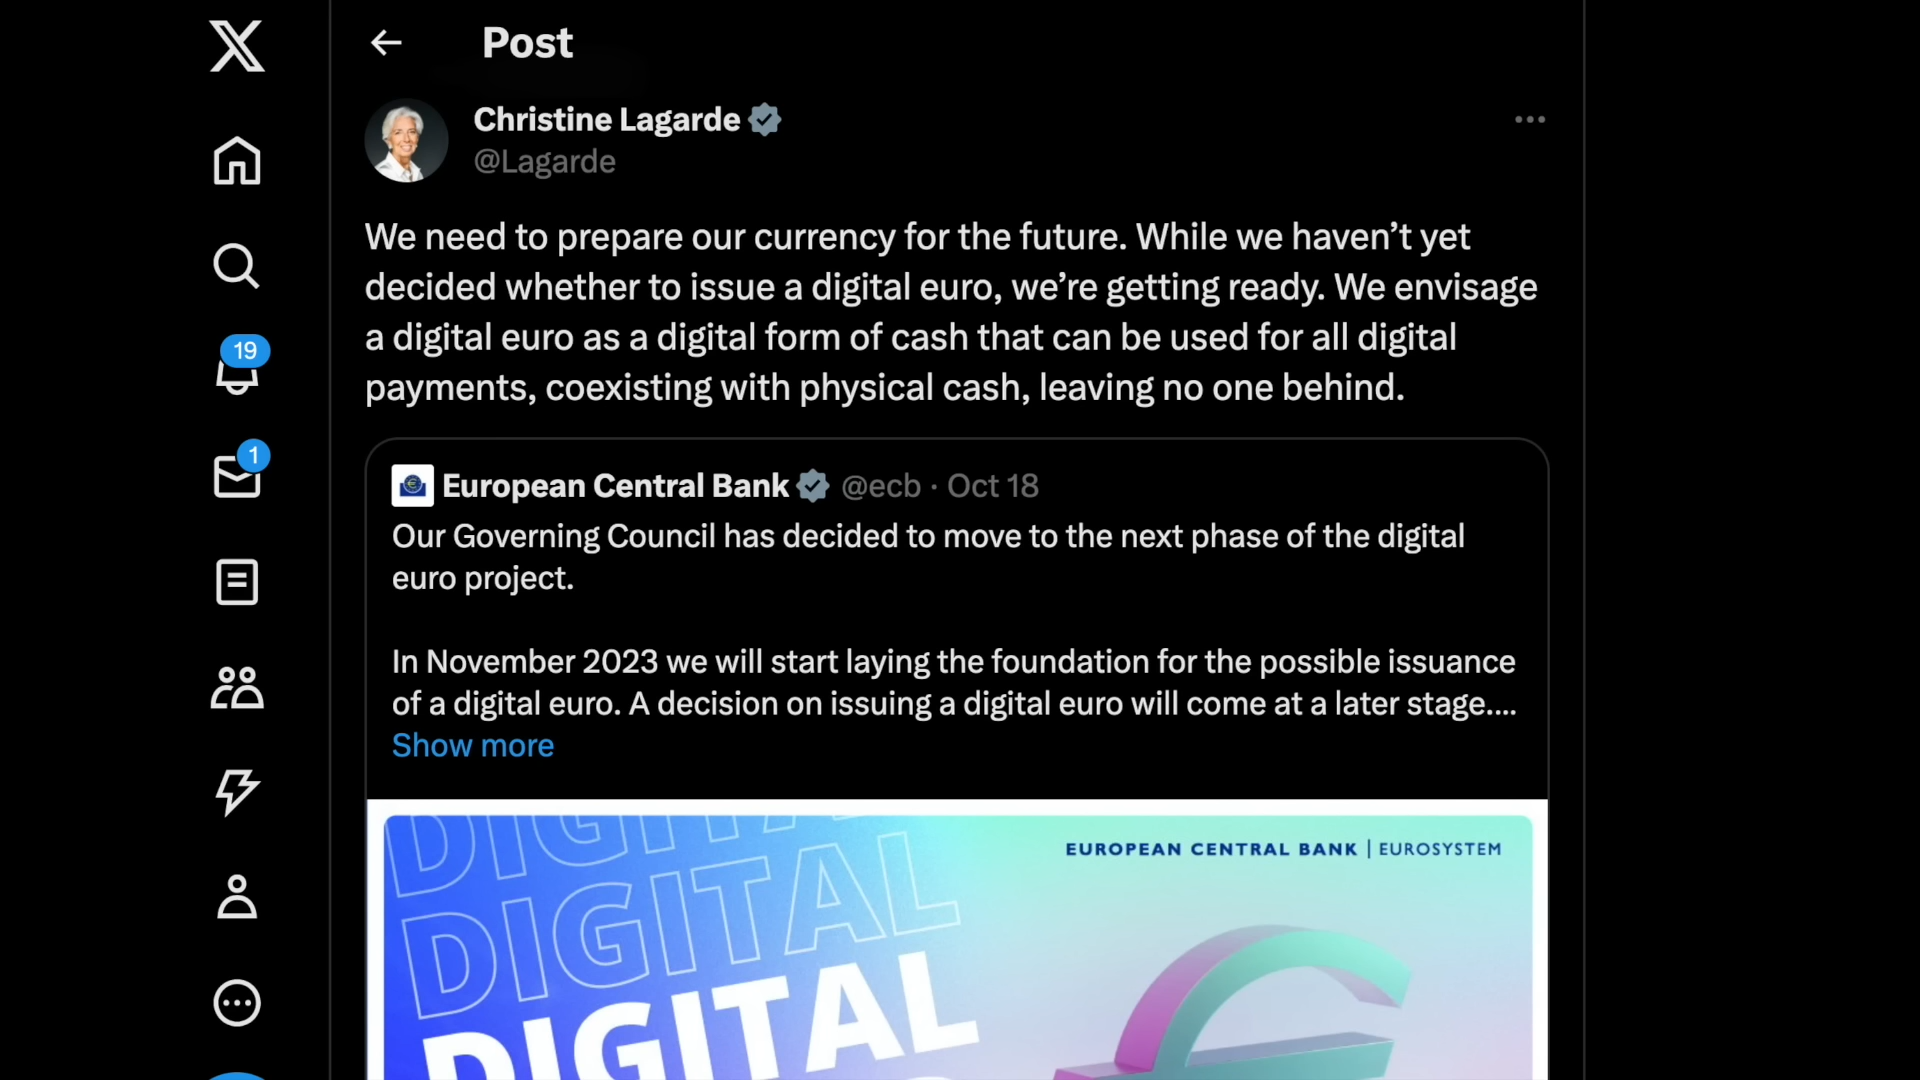 Post
Christine Lagarde
@Lagarde
We need to prepare our currency for the future. While we haven’t yet
decided whether to issue a digital euro, we’re getting ready. We envisage
a digital euro as a digital form of cash that can be used for all digital
payments, coexisting with physical cash, leaving no one behind.
19
1
European Central Bank @ecb · Oct 18
Our Governing Council has decided to move to the next phase of the digital
euro project.
In November 2023 we will start laying the foundation for the possible issuance
of a digital euro. A decision on issuing a digital euro will come at a later stage....
Show more
EUROPEAN CENTRAL BANK | EUROSYSTEM
DIGITAL
DIGITAL
DIGITAL